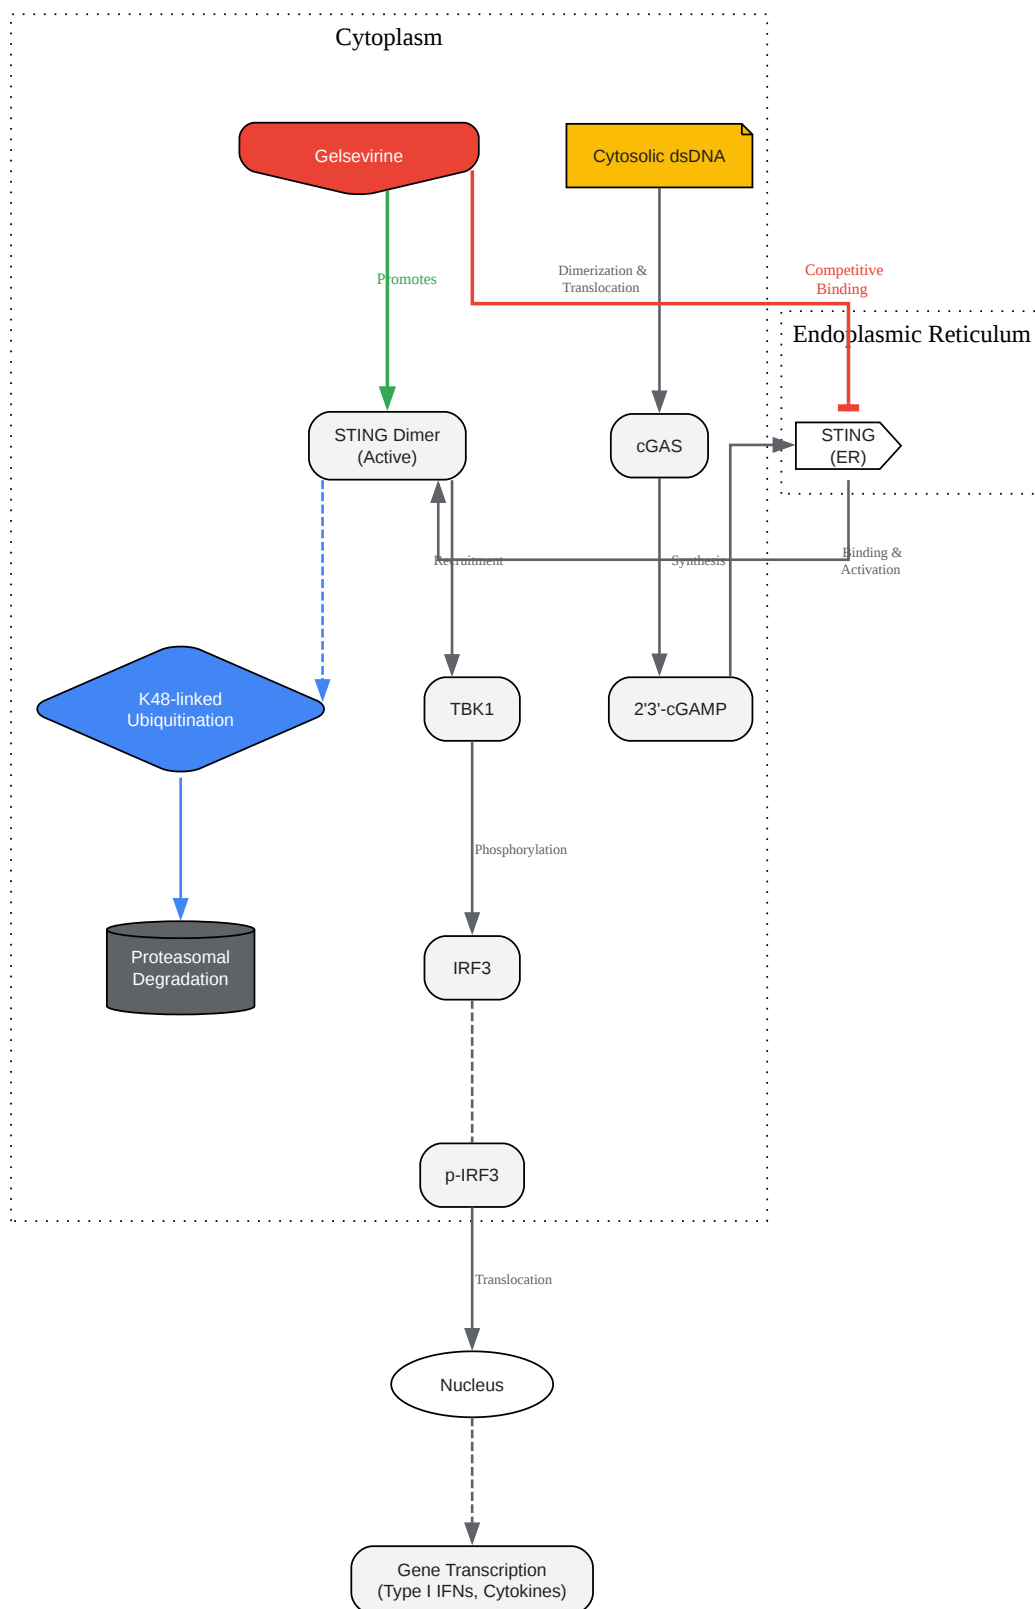 Cytoplasm
Gelsevirine
Cytosolic dsDNA
Promotes
Dimerization &
Translocation
Competitive
Binding
Endoplasmic Reticulum
STING Dimer
(Active)
cGAS
STING
(ER)
Recruitment
Synthesis
Binding &
Activation
K48-linked
Ubiquitination
TBK1
2'3'-cGAMP
Phosphorylation
Proteasomal
Degradation
IRF3
p-IRF3
Translocation
Nucleus
Gene Transcription
(Type I IFNs, Cytokines)